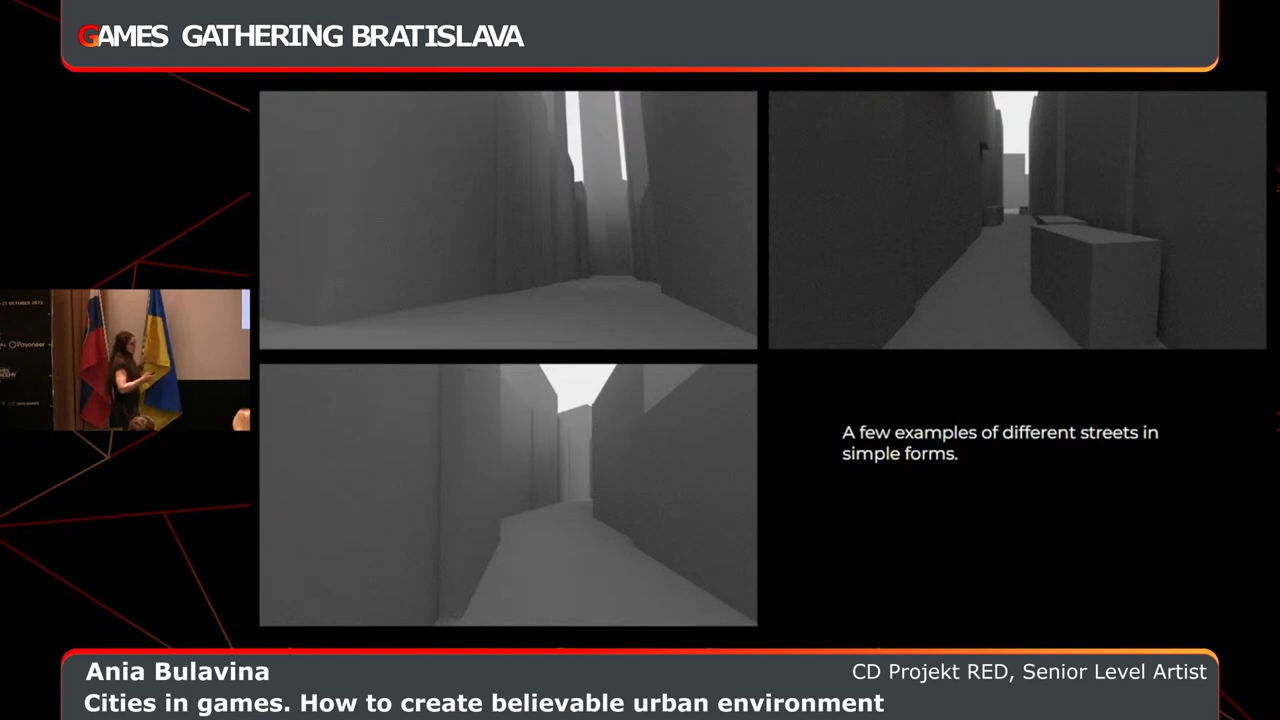 GAMES GATHERING BRATISLAVA
Payoneer
A few examples of different streets in
simple forms.
Ania Bulavina
CD Projekt RED, Senior Level Artist
Cities in games. How to create believable urban environment